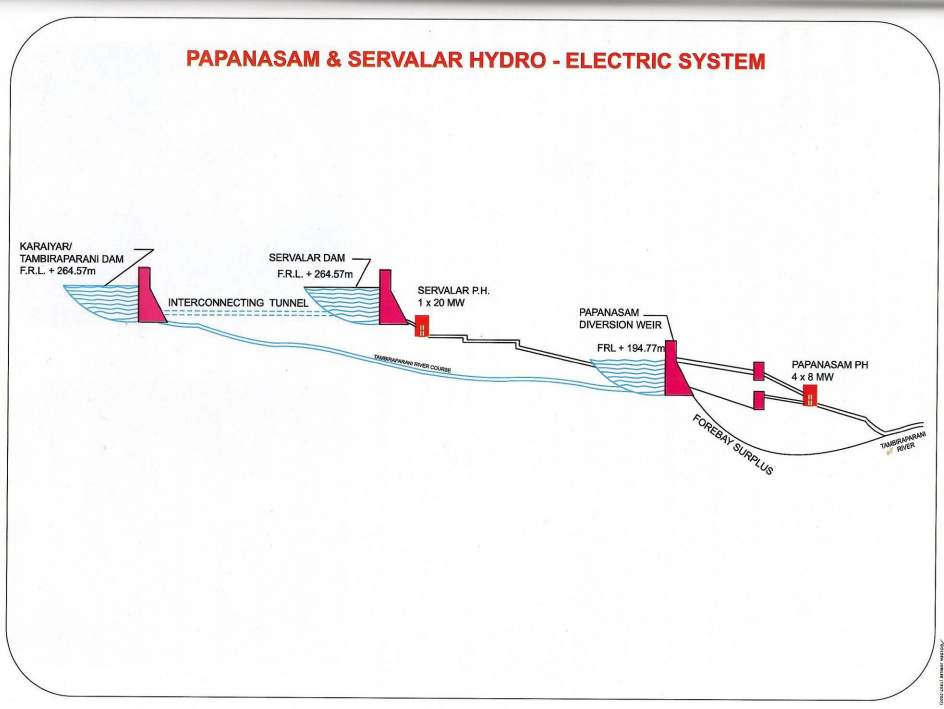 PAPANASAM & SERVALAR HYDRO - ELECTRIC SYSTEM
KARAIYAR/
TAMBIRAPARANI DAM
F.R.L. + 264.57m
INTERCONNECTING TUNNEL
SERVALAR DAM
F.R.L. + 264.57m
SERVALAR P.H.
1 x 20 MW
TAMBIRAPARANI RIVER COURSE
PAPANASAM
DIVERSION WEIR
FRL + 194.77m
PAPANASAM PH
4 x 8 MW
FOREBAY SURPLUS
TAMBIRAPARANI
RIVER